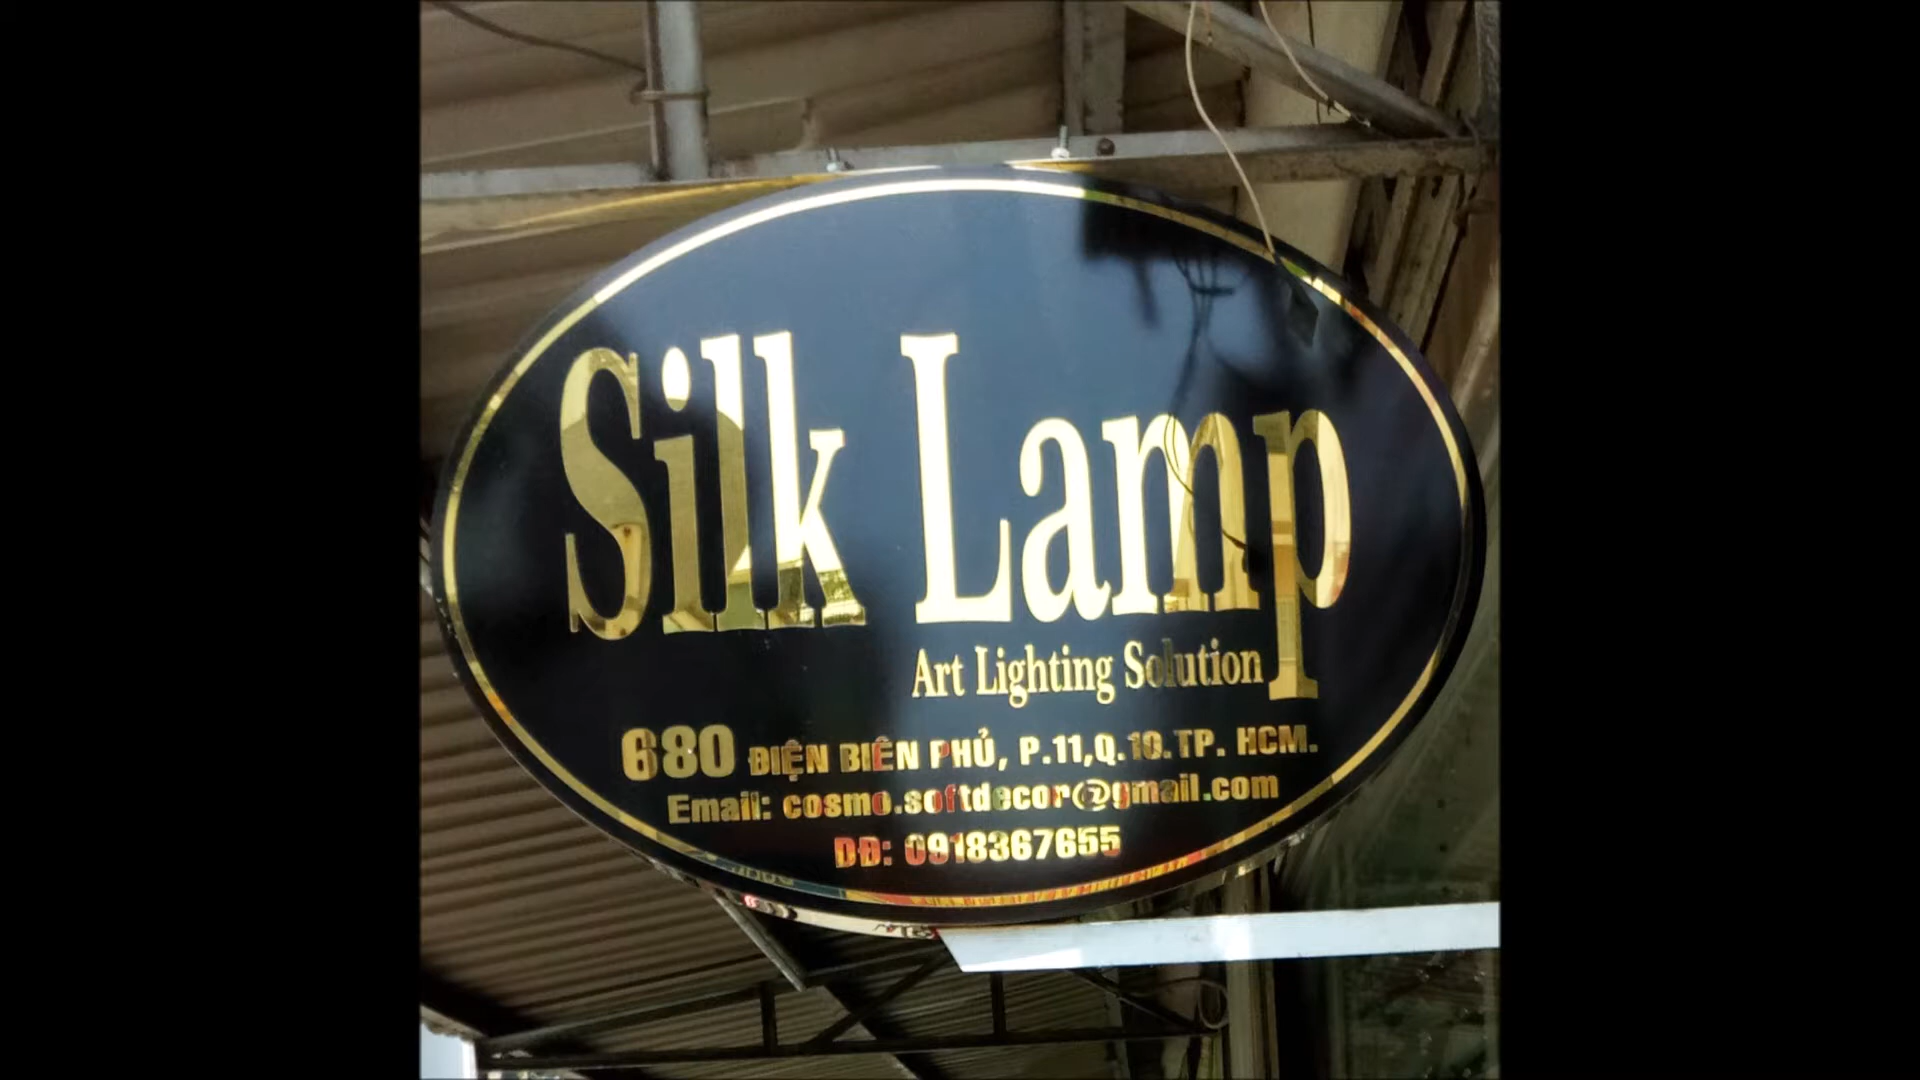 Silk Lamp
Art Lighting Solution
680 ĐIỆN BIÊN PHỦ, P.11,Q.10.TP. HCM.
Email: cosmo.softdecor@gmail.com
DĐ: 0918367655